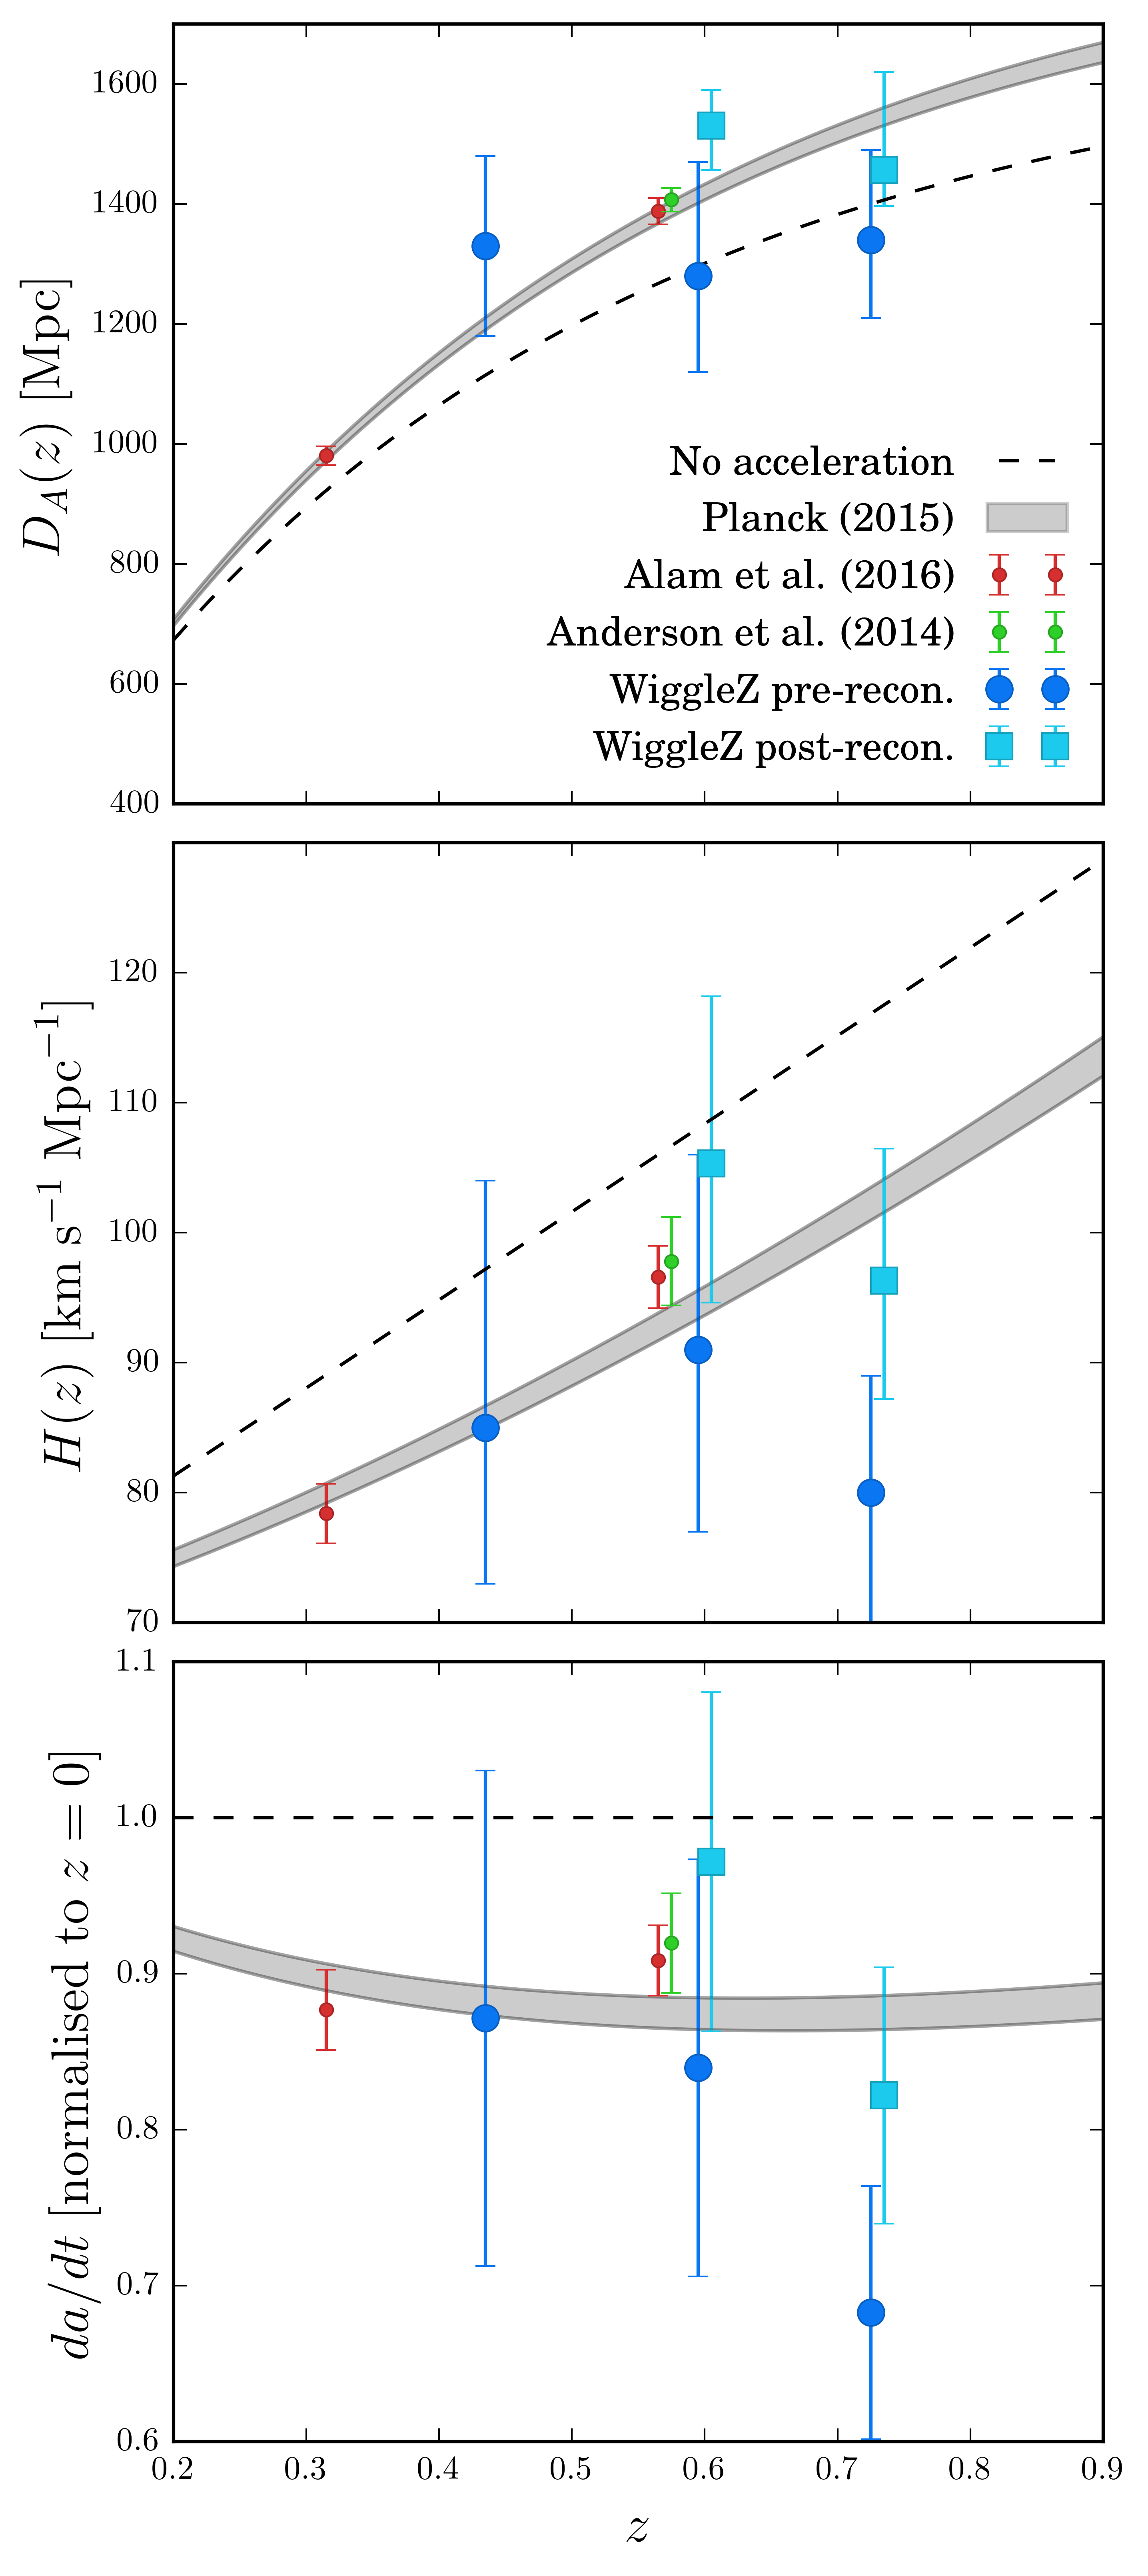 1600
1400
1200
1000
800
600
400
D_A(z) [Mpc]
No acceleration
Planck (2015)
Alam et al. (2016)
Anderson et al. (2014)
WiggleZ pre-recon.
WiggleZ post-recon.
120
110
100
90
80
70
H(z) [km s⁻¹ Mpc⁻¹]
1.1
1.0
0.9
0.8
0.7
0.6
da/dt [normalised to z = 0]
0.2 0.3 0.4 0.5 0.6 0.7 0.8 0.9
z